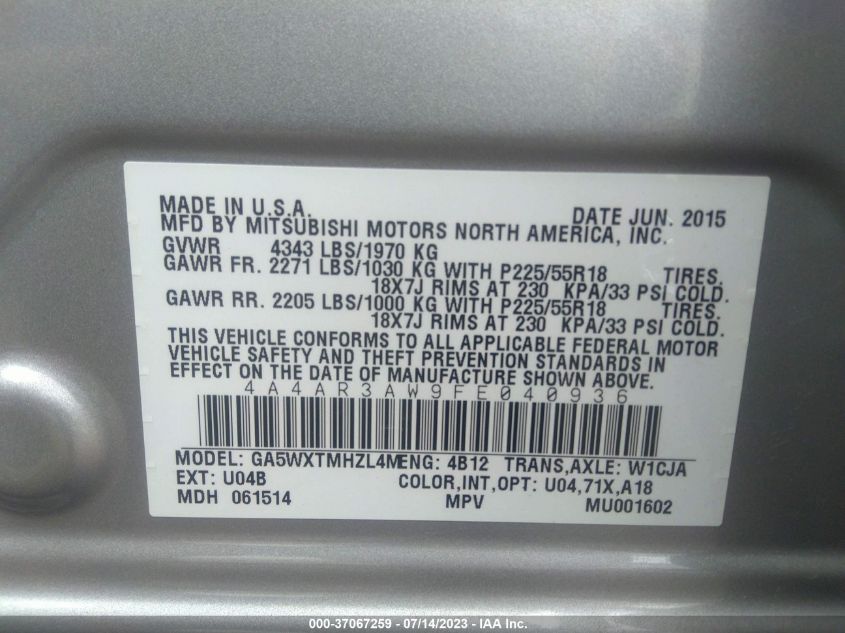 MADE IN U.S.A. DATE JUN. 2015
MFD BY MITSUBISHI MOTORS NORTH AMERICA, INC.
GVWR 4343 LBS/1970 KG
GAWR FR. 2271 LBS/1030 KG WITH P225/55R18 TIRES.
18X7J RIMS AT 230 KPA/33 PSI COLD.
GAWR RR. 2205 LBS/1000 KG WITH P225/55R18 TIRES.
18X7J RIMS AT 230 KPA/33 PSI COLD.
THIS VEHICLE CONFORMS TO ALL APPLICABLE FEDERAL MOTOR
VEHICLE SAFETY AND THEFT PREVENTION STANDARDS IN
EFFECT ON THE DATE OF MANUFACTURE SHOWN ABOVE.
4A4AR3AW9FE040936
MODEL: GA5WXTMHZL4M ENG: 4B12 TRANS,AXLE: W1CJA
EXT: U04B COLOR,INT,OPT: U04,71X,A18
MDH 061514 MPV MU001602
000-37067259 - 07/14/2023 - IAA Inc.